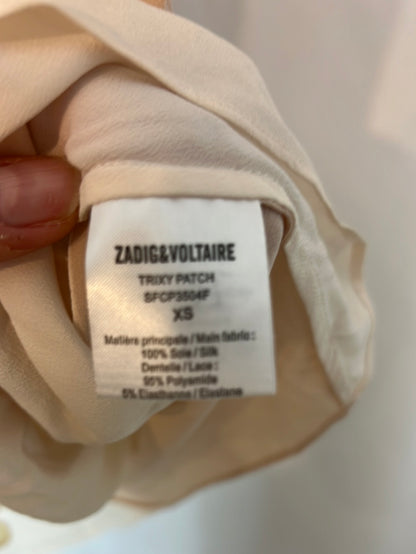 ZADIG&VOLTAIRE
TRIXY PATCH
SFCP3504F
XS
Matière principale / Main fabric :
100% Soie / Silk
Dentelle / Lace :
95% Polyamide
5% Elasthanne / Elastane